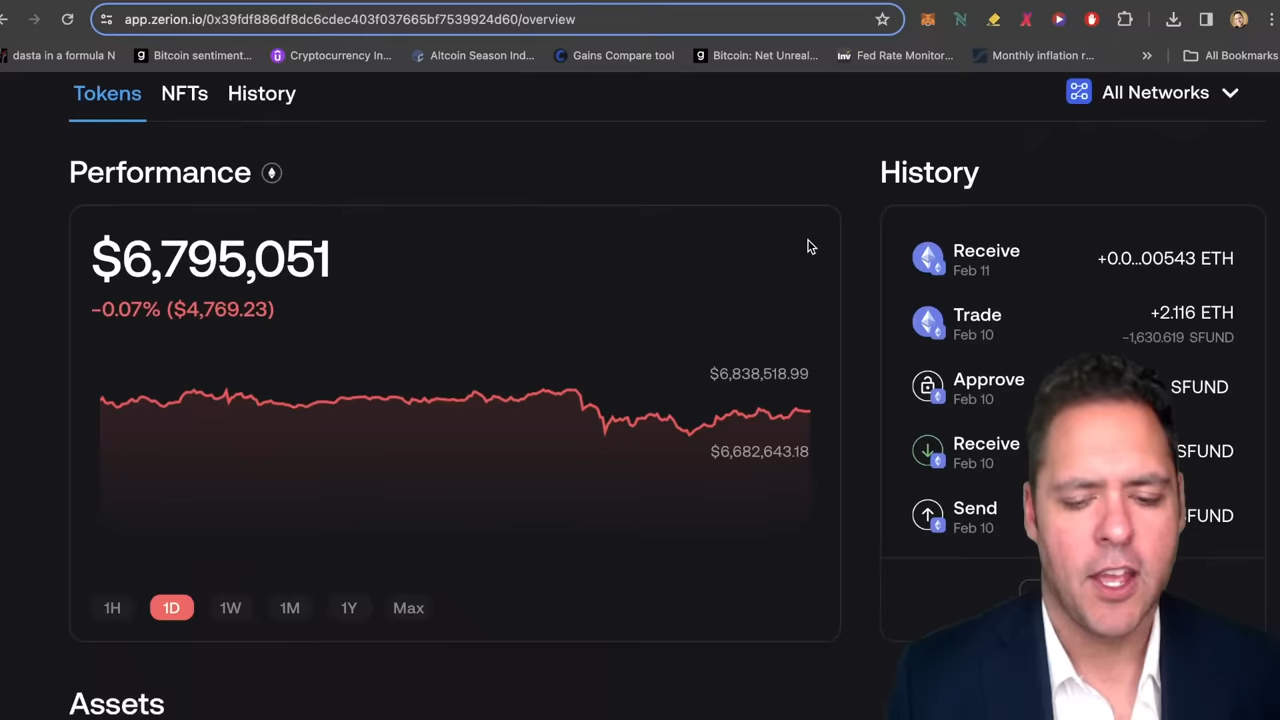 app.zerion.io/0x39fdf886df8dc6cdec403f037665bf7539924d60/overview
dasta in a formula N
Bitcoin sentiment...
Cryptocurrency In...
Altcoin Season Ind...
Gains Compare tool
Bitcoin: Net Unreal...
Fed Rate Monitor...
Monthly inflation r...
»
All Bookmarks
Tokens NFTs History
All Networks
Performance
$6,795,051
−0.07% ($4,769.23)
$6,838,518.99
$6,682,643.18
1H 1D 1W 1M 1Y Max
Assets
History
Receive
+0.0...00543 ETH
Feb 11
Trade
+2.116 ETH
Feb 10
−1,630.619 SFUND
Approve
SFUND
Feb 10
Receive
SFUND
Feb 10
Send
FUND
Feb 10